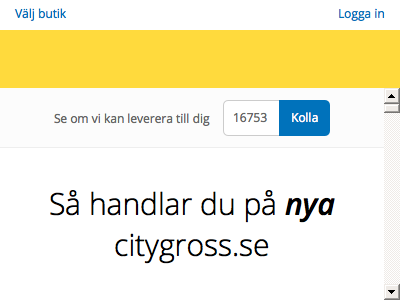 Välj butik
Logga in
Se om vi kan leverera till dig
16753
Kolla
Så handlar du på nya
citygross.se